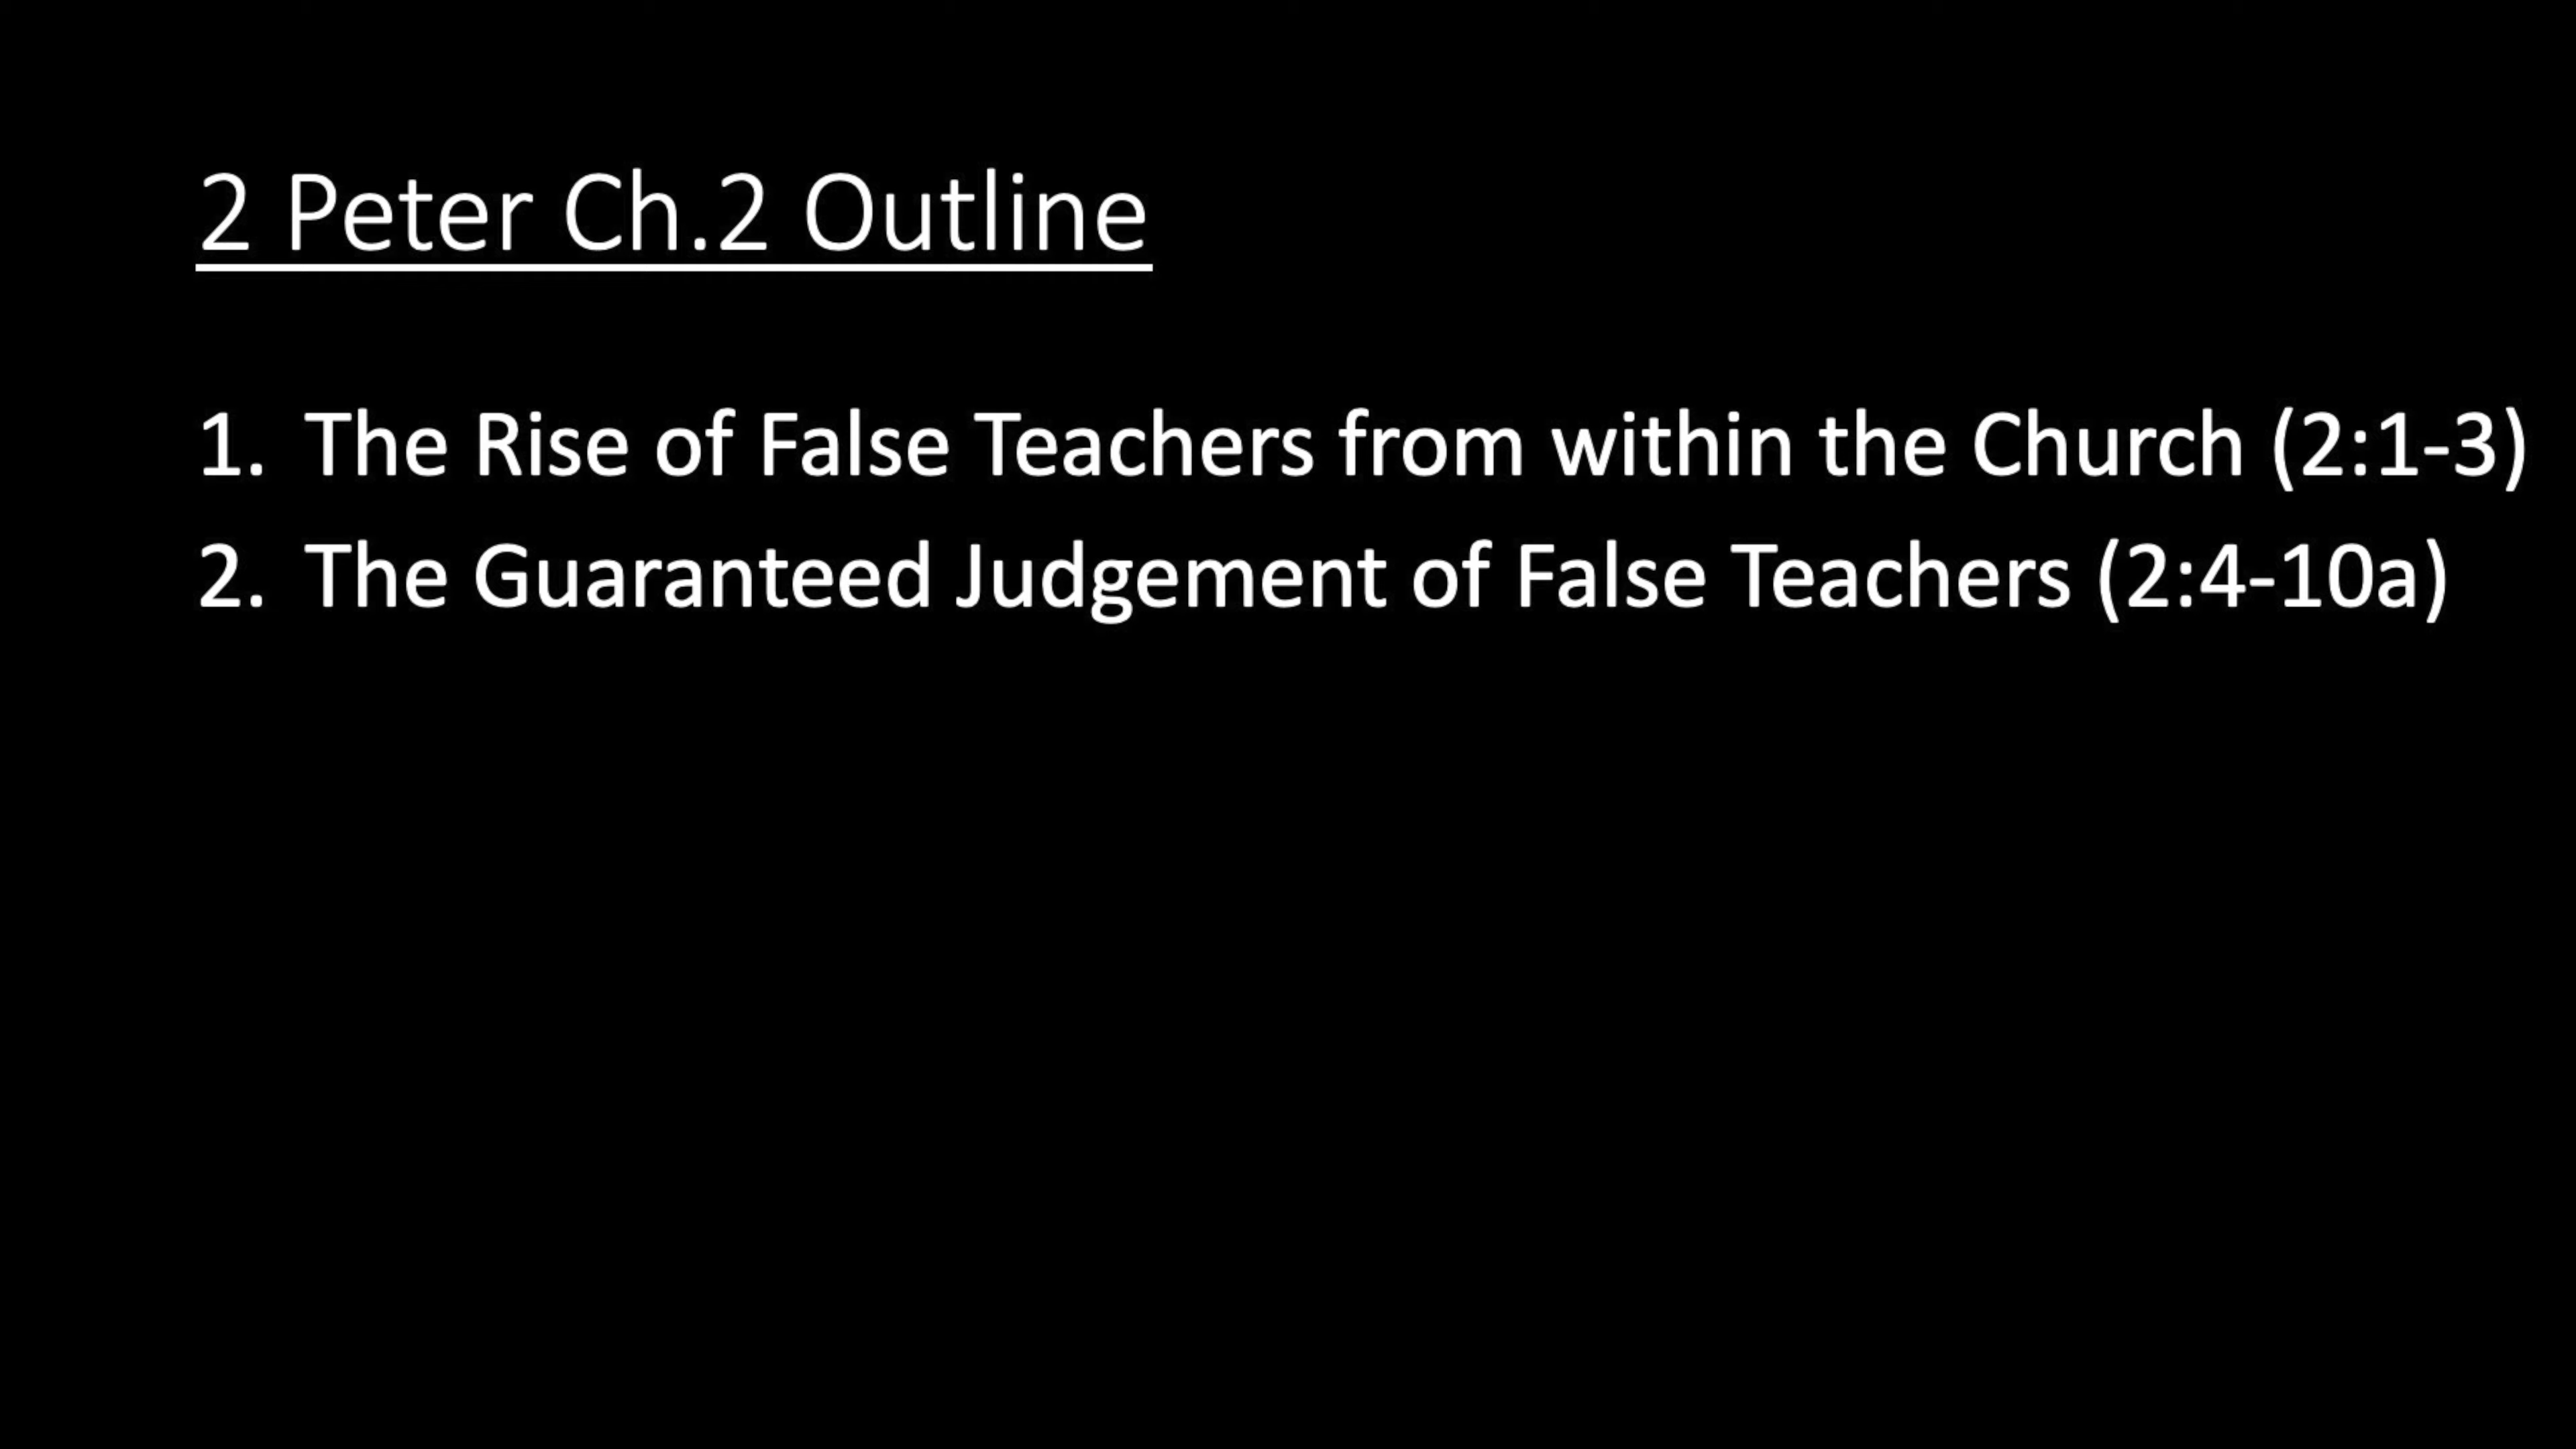 2 Peter Ch.2 Outline
1. The Rise of False Teachers from within the Church (2:1-3)
2. The Guaranteed Judgement of False Teachers (2:4-10a)